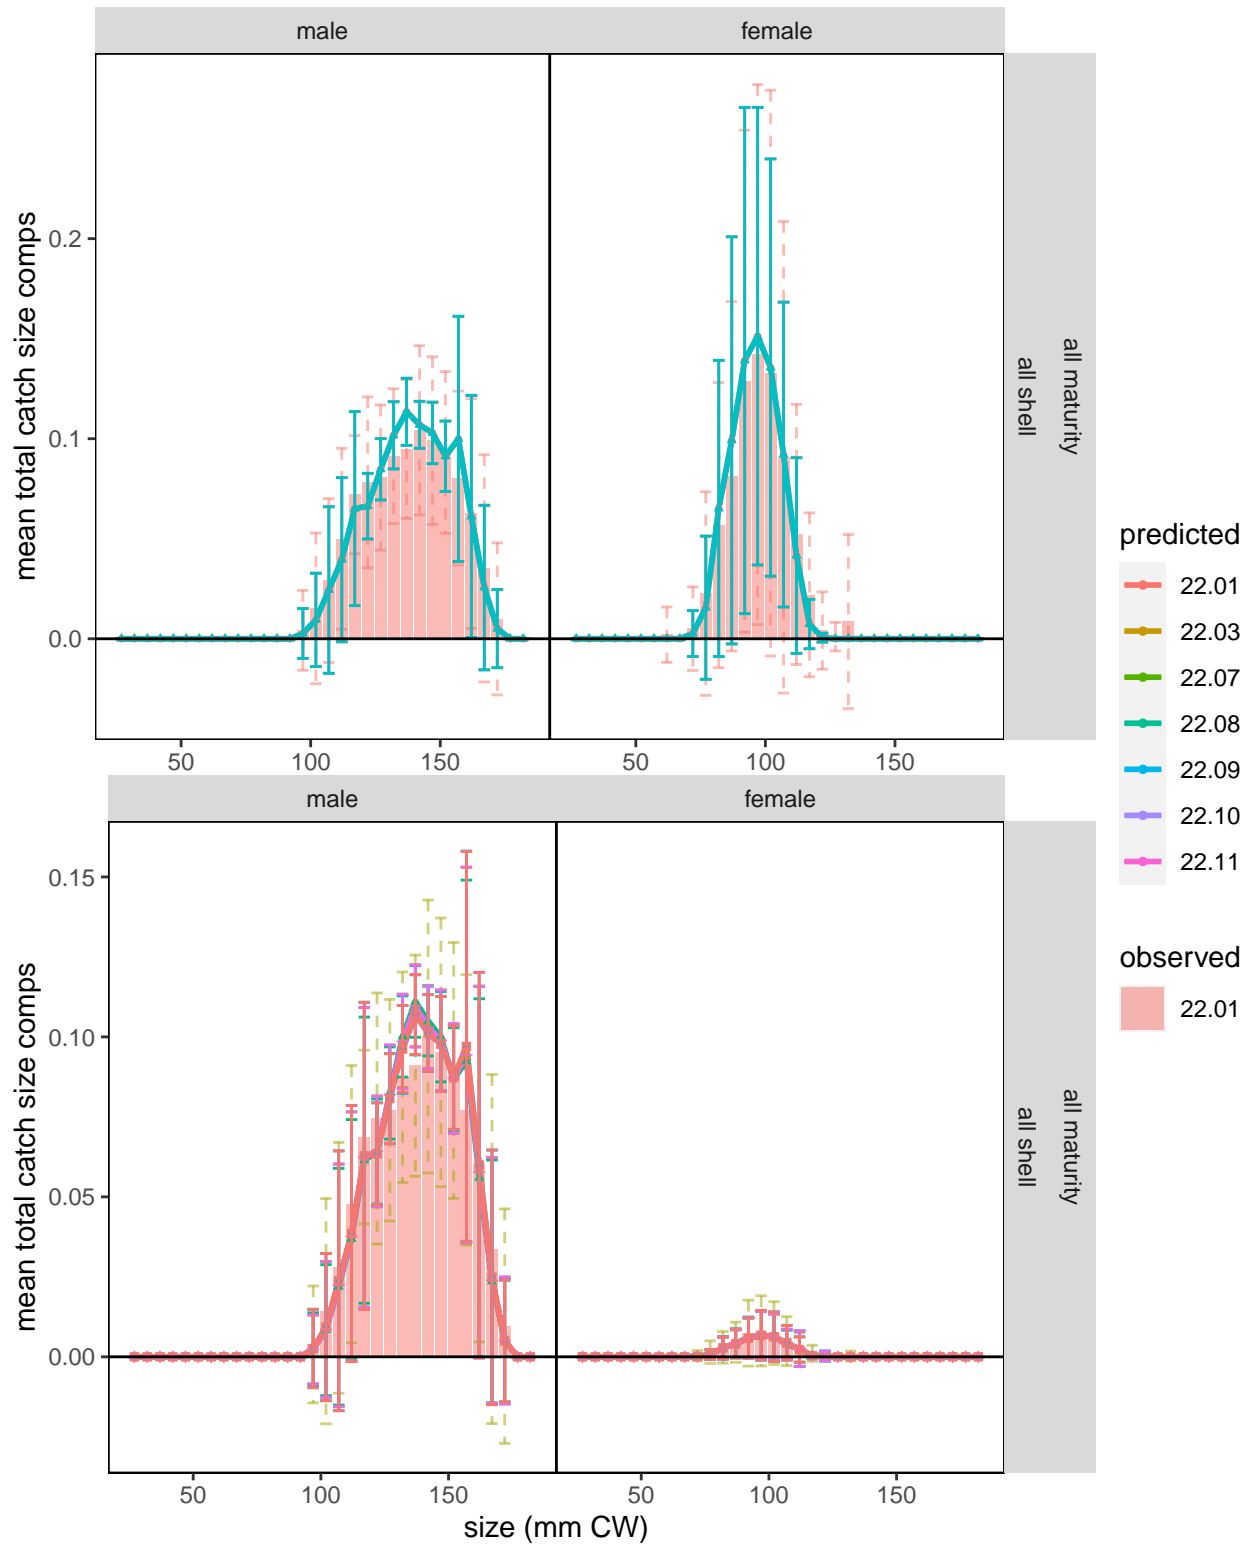 male female
mean total catch size comps
0.2
0.1
0.0
all maturity
all shell
50 100 150 50 100 150
male female
mean total catch size comps
0.15
0.10
0.05
0.00
all maturity
all shell
50 100 150 50 100 150
size (mm CW)
predicted
22.01
22.03
22.07
22.08
22.09
22.10
22.11
observed
22.01